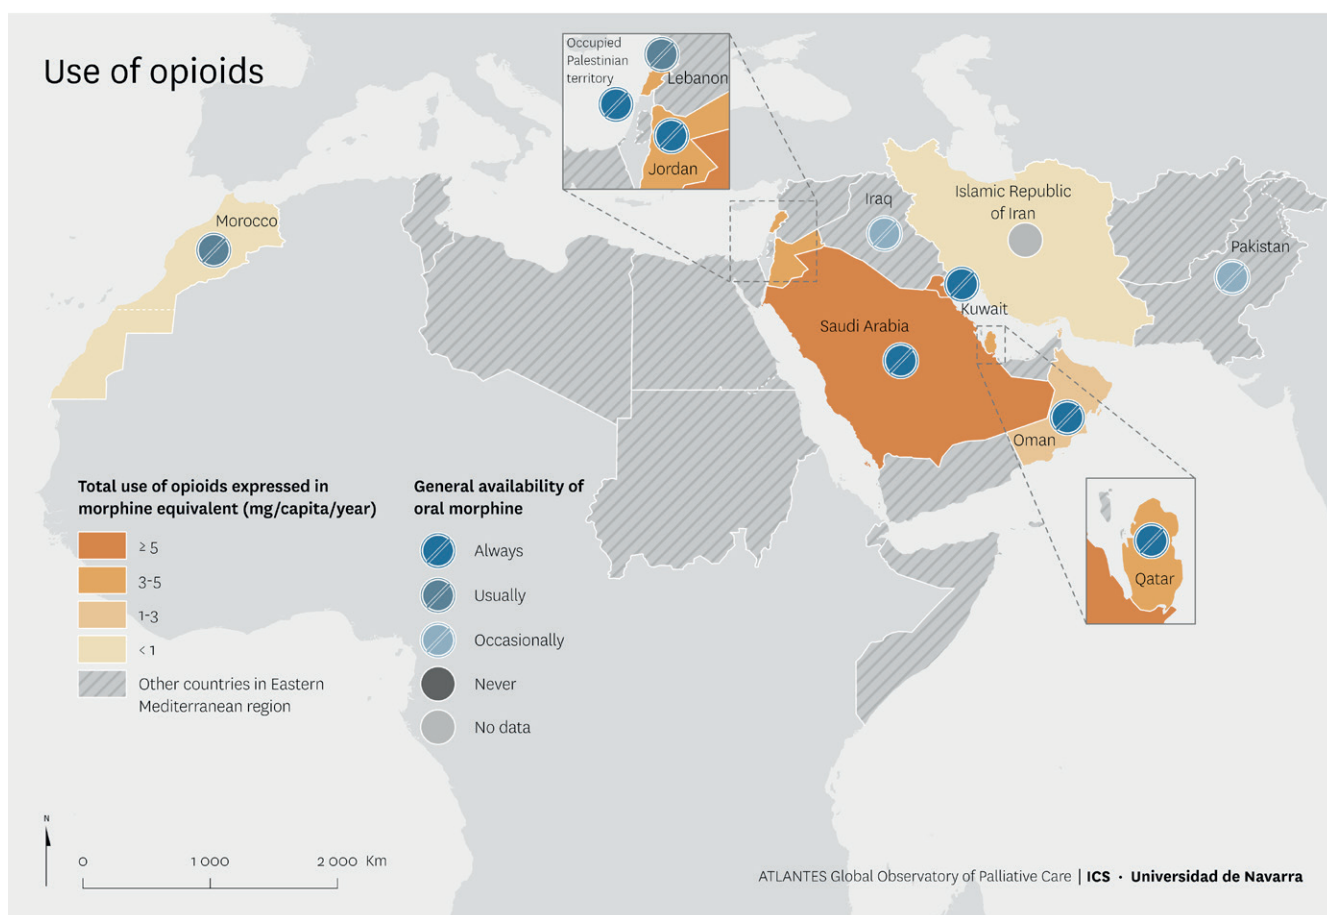 Use of opioids
Occupied
Palestinian
territory
Lebanon
Jordan
Morocco
Iraq
Islamic Republic
of Iran
Pakistan
Kuwait
Saudi Arabia
Oman
Qatar
Total use of opioids expressed in
morphine equivalent (mg/capita/year)
≥ 5
3-5
1-3
< 1
Other countries in Eastern
Mediterranean region
General availability of
oral morphine
Always
Usually
Occasionally
Never
No data
N
0 1 000 2 000 Km
ATLANTES Global Observatory of Palliative Care | ICS · Universidad de Navarra